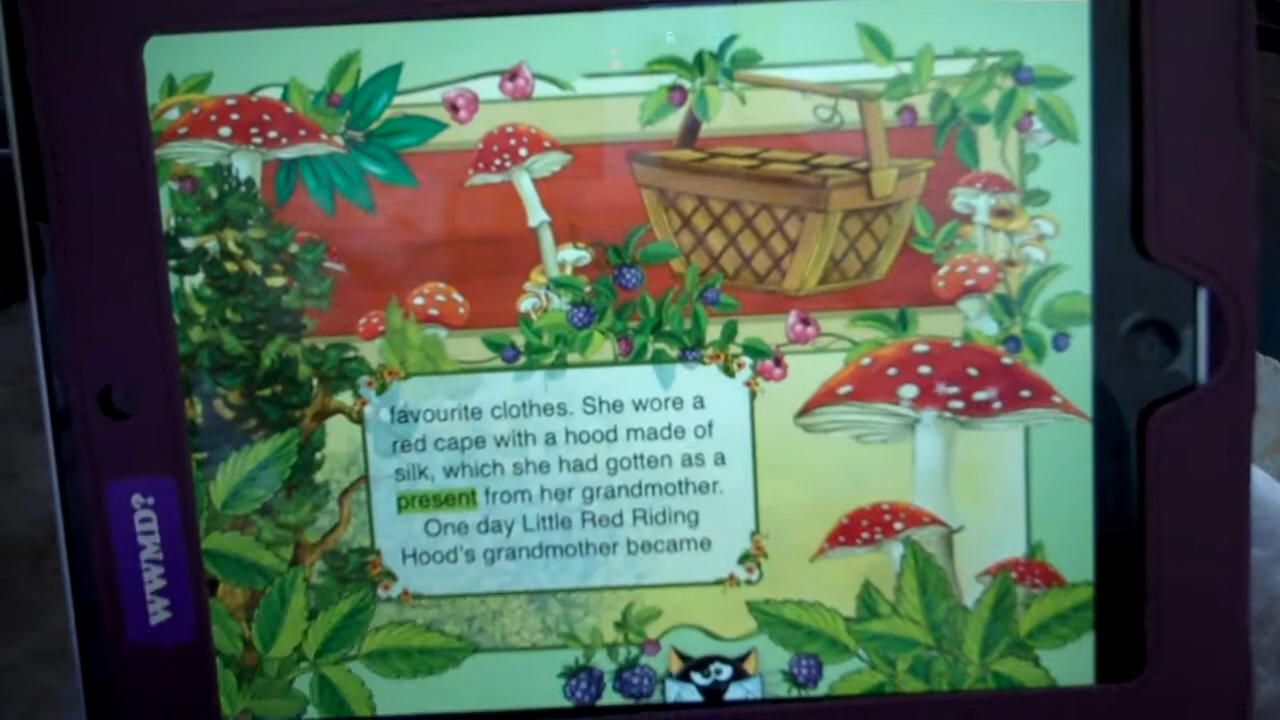 favourite clothes. She wore a
red cape with a hood made of
silk, which she had gotten as a
present from her grandmother.
One day Little Red Riding
Hood's grandmother became
WWMD?